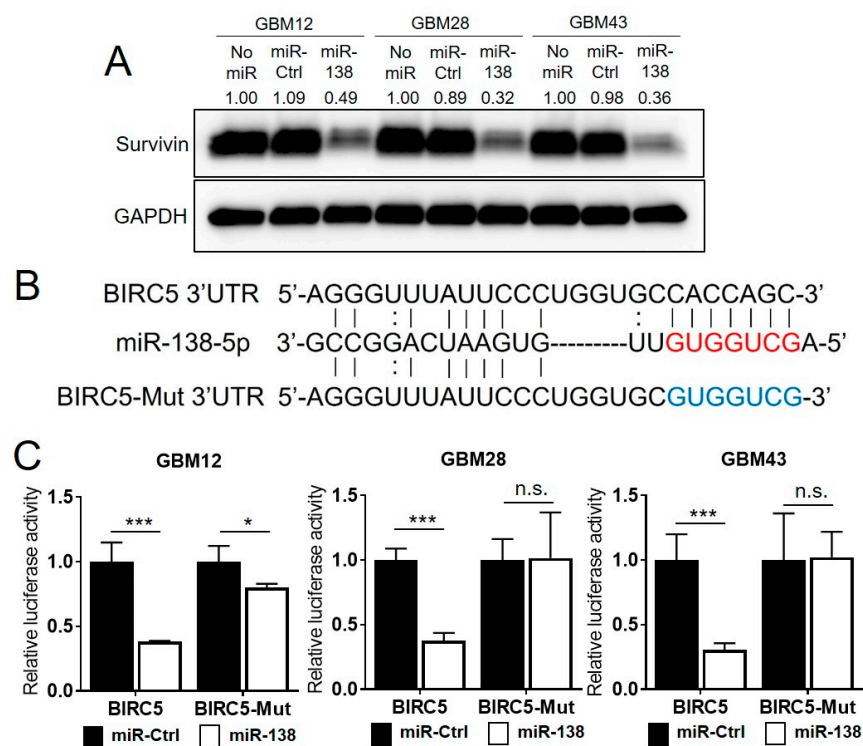 A
GBM12 GBM28 GBM43
No miR miR-Ctrl miR-138 No miR miR-Ctrl miR-138 No miR miR-Ctrl miR-138
1.00 1.09 0.49 1.00 0.89 0.32 1.00 0.98 0.36
Survivin
GAPDH
B
BIRC5 3'UTR 5'-AGGGUUUAUUCCCUGGUGCCACCAGC-3'
miR-138-5p 3'-GCCGGACUAAGUG---------UUGUGGUCGA-5'
BIRC5-Mut 3'UTR 5'-AGGGUUUAUUCCCUGGUGCGUGGUCG-3'
C
GBM12
Relative luciferase activity
1.5
1.0
0.5
0.0
*** *
BIRC5 BIRC5-Mut
miR-Ctrl miR-138
GBM28
Relative luciferase activity
1.5
1.0
0.5
0.0
*** n.s.
BIRC5 BIRC5-Mut
miR-Ctrl miR-138
GBM43
Relative luciferase activity
1.5
1.0
0.5
0.0
*** n.s.
BIRC5 BIRC5-Mut
miR-Ctrl miR-138